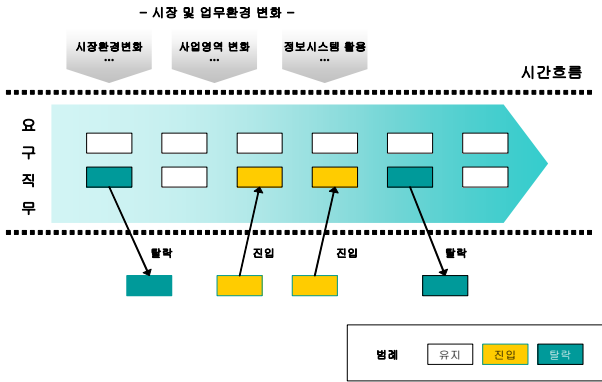 – 시장 및 업무환경 변화 –
시장환경변화
...
사업영역 변화
...
정보시스템 활용
...
시간흐름
요
구
직
무
탈락
진입
진입
탈락
범례
유지
진입
탈락